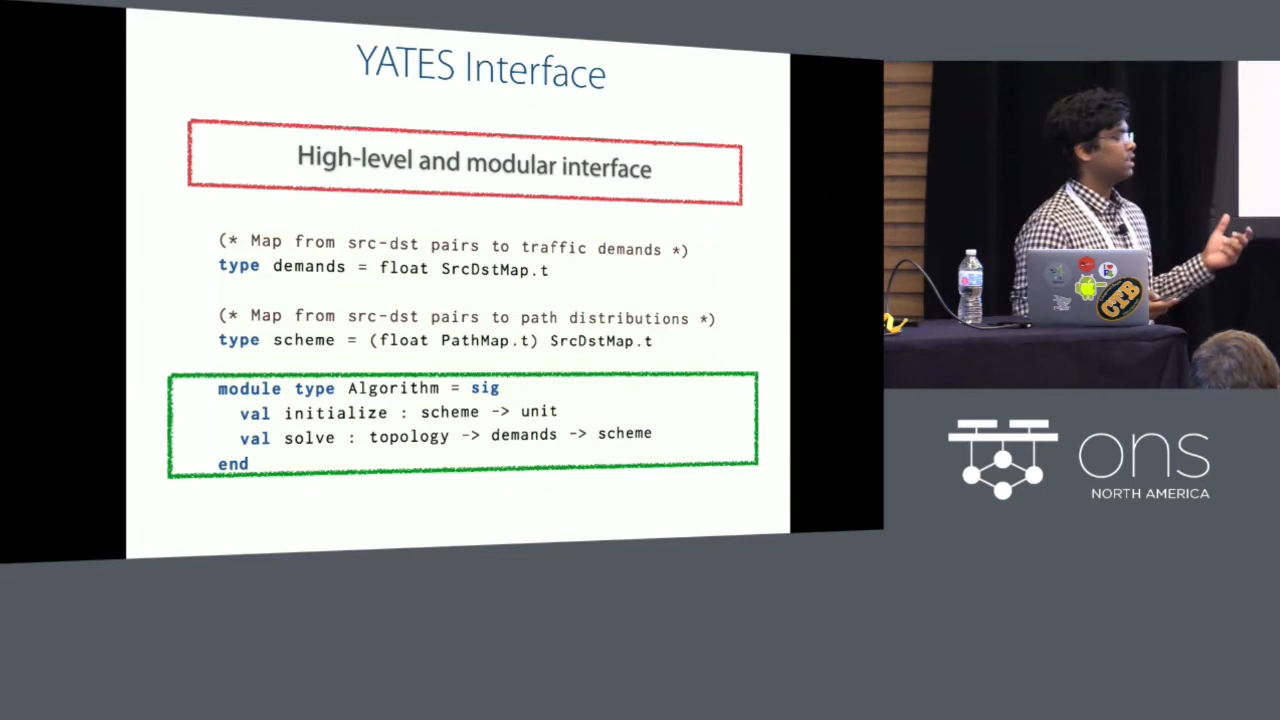 YATES Interface
High-level and modular interface
(* Map from src-dst pairs to traffic demands *)
type demands = float SrcDstMap.t
(* Map from src-dst pairs to path distributions *)
type scheme = (float PathMap.t) SrcDstMap.t
module type Algorithm = sig
val initialize : scheme -> unit
val solve : topology -> demands -> scheme
end
CTB
ons
NORTH AMERICA